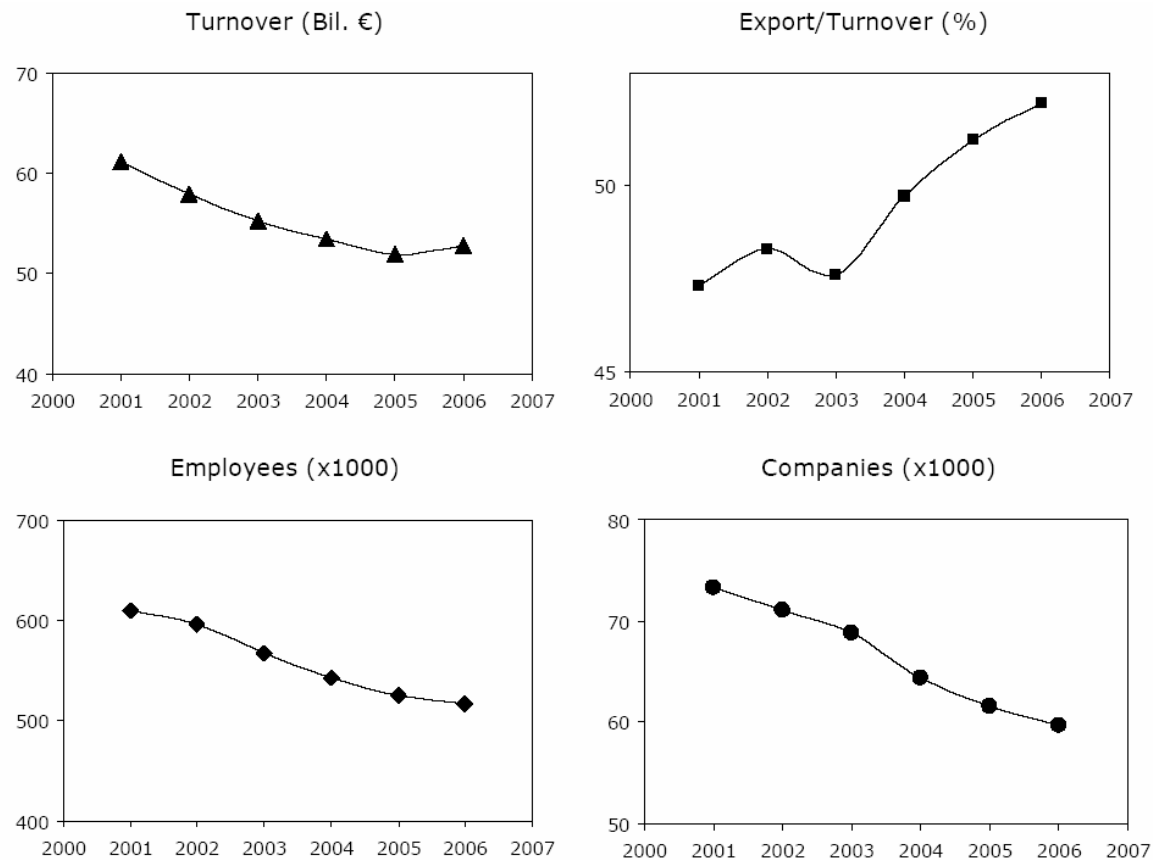 Turnover (Bil. €)
70
60
50
40
2000 2001 2002 2003 2004 2005 2006 2007
Export/Turnover (%)
50
45
2000 2001 2002 2003 2004 2005 2006 2007
Employees (x1000)
700
600
500
400
2000 2001 2002 2003 2004 2005 2006 2007
Companies (x1000)
80
70
60
50
2000 2001 2002 2003 2004 2005 2006 2007